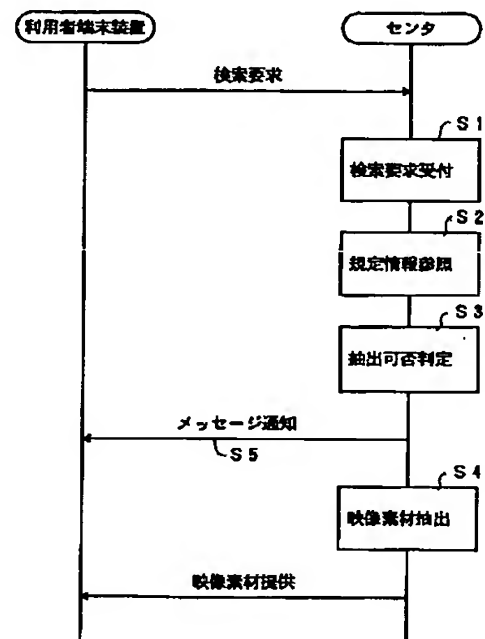 利用者端末装置
センタ
検索要求
S1
検索要求受付
S2
規定情報参照
S3
抽出可否判定
メッセージ通知
S5
S4
映像素材抽出
映像素材提供